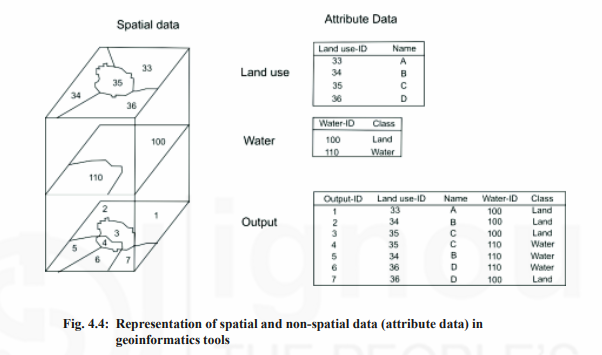 Spatial data
Attribute Data
33
35
34
36
Land use
Land use-ID Name
33 A
34 B
35 C
36 D
100
110
Water
Water-ID Class
100 Land
110 Water
2
1
3
4
5
6
7
Output
Output-ID Land use-ID Name Water-ID Class
1 33 A 100 Land
2 34 B 100 Land
3 35 C 100 Land
4 35 C 110 Water
5 34 B 110 Water
6 36 D 110 Water
7 36 D 100 Land
ignou
Fig. 4.4: Representation of spatial and non-spatial data (attribute data) in
geoinformatics tools
THE PEOPLE'S